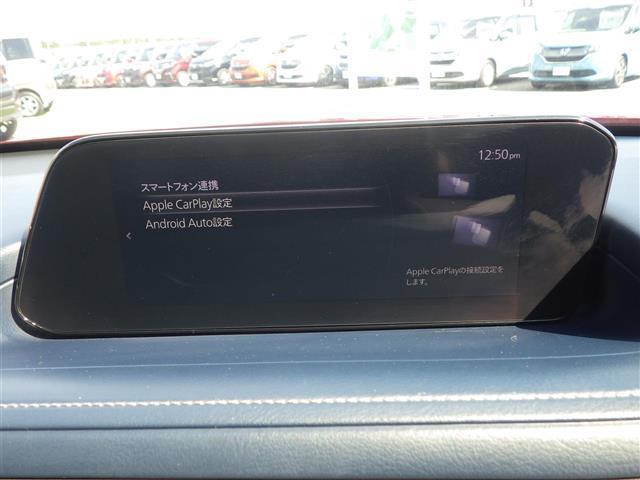 12:50pm
スマートフォン連携
Apple CarPlay設定
Android Auto設定
Apple CarPlayの接続設定を
します。